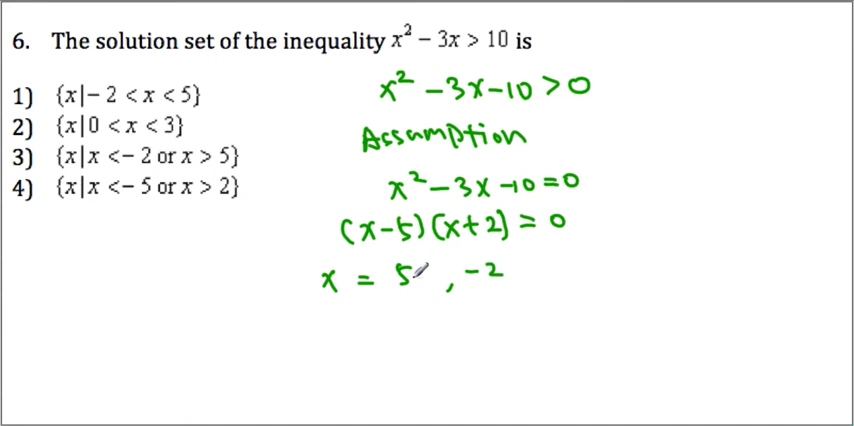 6. The solution set of the inequality x² − 3x > 10 is
1) {x|− 2 < x < 5}
2) {x|0 < x < 3}
3) {x|x < − 2 or x > 5}
4) {x|x < − 5 or x > 2}
x² − 3x − 10 > 0
Assumption
x² − 3x − 10 = 0
(x − 5)(x + 2) = 0
x = 5 , −2